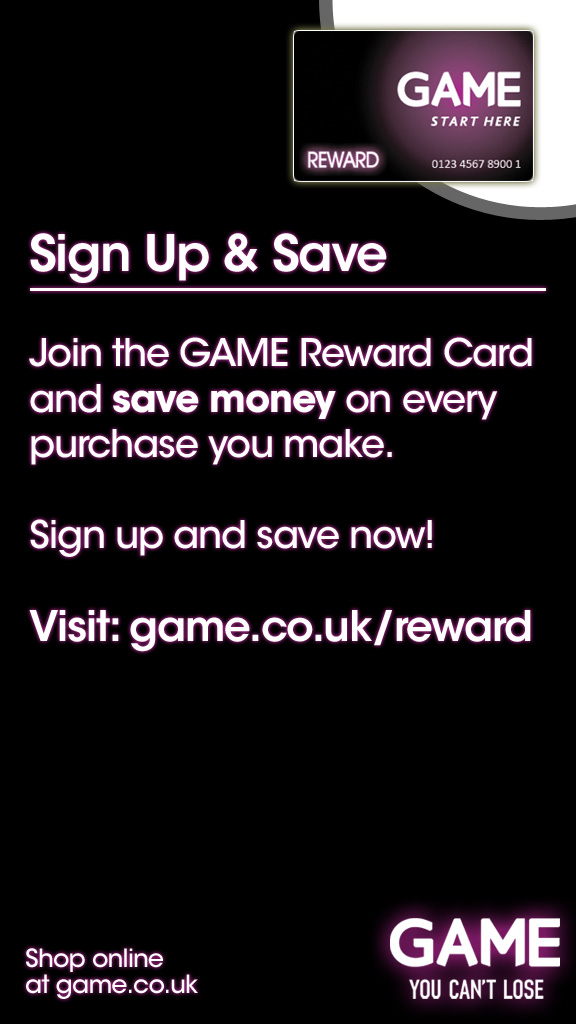 GAME
START HERE
REWARD
0123 4567 8900 1
Sign Up & Save
Join the GAME Reward Card
and save money on every
purchase you make.
Sign up and save now!
Visit: game.co.uk/reward
Shop online
at game.co.uk
GAME
YOU CAN'T LOSE